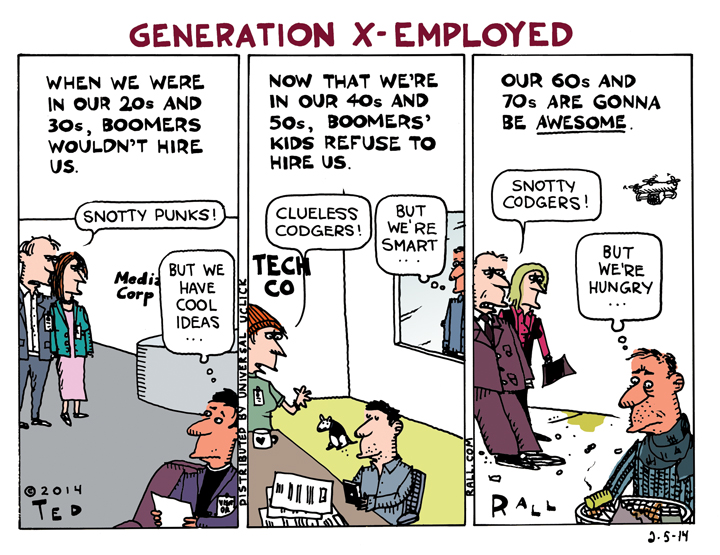 GENERATION X-EMPLOYED
WHEN WE WERE
IN OUR 20s AND
30s, BOOMERS
WOULDN'T HIRE
US.
SNOTTY PUNKS!
Media
Corp
BUT WE
HAVE
COOL
IDEAS
...
©2014
TED
DISTRIBUTED BY UNIVERSAL UCLICK
NOW THAT WE'RE
IN OUR 40s AND
50s, BOOMERS'
KIDS REFUSE TO
HIRE US.
CLUELESS
CODGERS!
BUT
WE'RE
SMART
...
TECH
CO
RALL.COM
OUR 60s AND
70s ARE GONNA
BE AWESOME.
SNOTTY
CODGERS!
BUT
WE'RE
HUNGRY
...
RALL
2-5-14